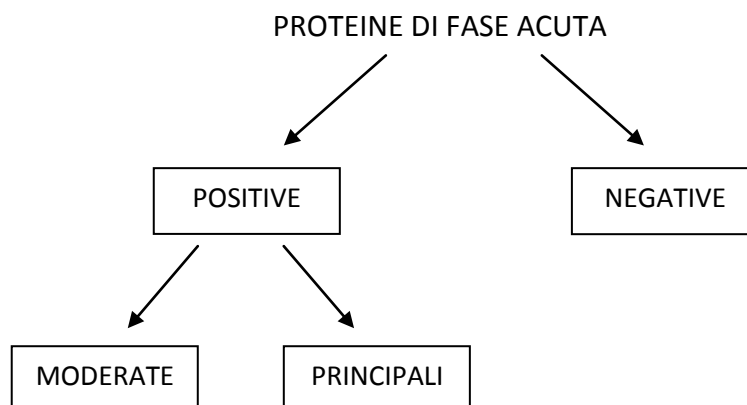 PROTEINE DI FASE ACUTA
POSITIVE
NEGATIVE
MODERATE
PRINCIPALI